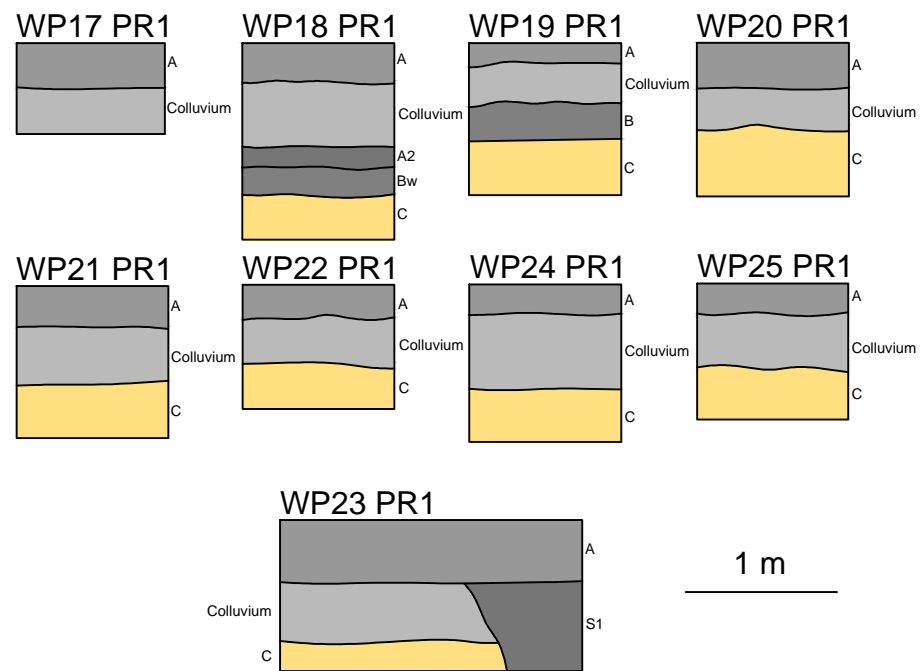 WP17 PR1
A
Colluvium
WP18 PR1
A
Colluvium
A2
Bw
C
WP19 PR1
A
Colluvium
B
C
WP20 PR1
A
Colluvium
C
WP21 PR1
A
Colluvium
C
WP22 PR1
A
Colluvium
C
WP24 PR1
A
Colluvium
C
WP25 PR1
A
Colluvium
C
WP23 PR1
A
Colluvium
S1
C
1 m